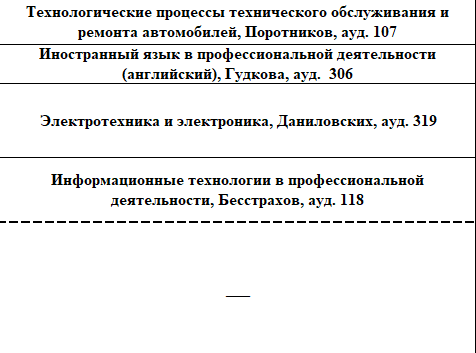 Технологические процессы технического обслуживания и
ремонта автомобилей, Поротников, ауд. 107
Иностранный язык в профессиональной деятельности
(английский), Гудкова, ауд. 306
Электротехника и электроника, Даниловских, ауд. 319
Информационные технологии в профессиональной
деятельности, Бесстрахов, ауд. 118